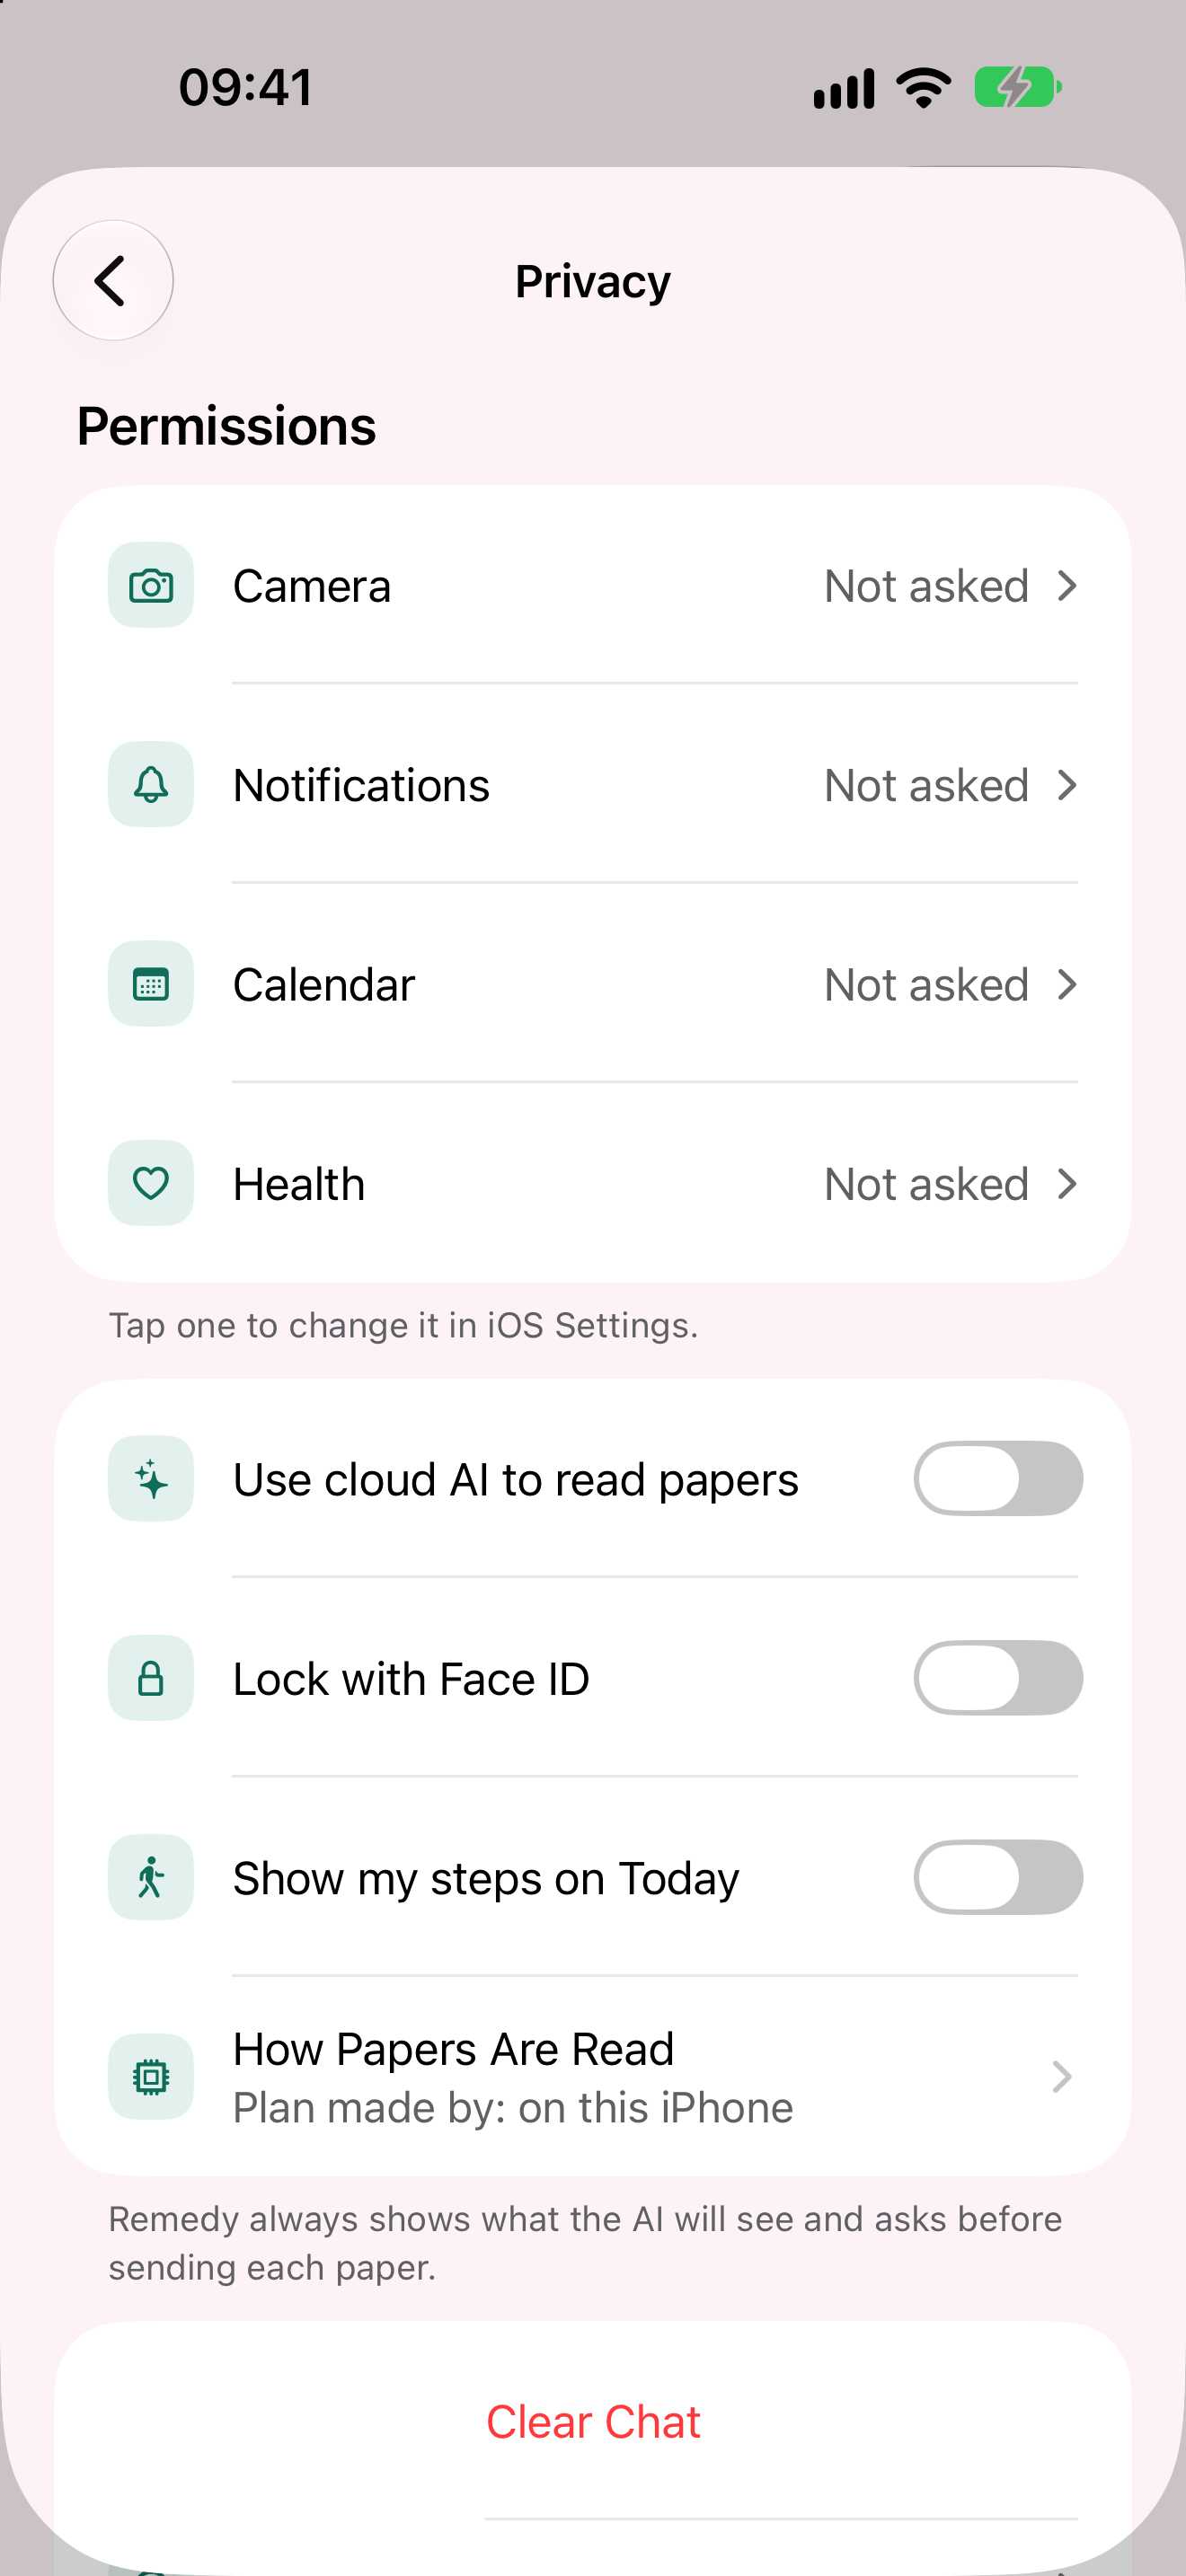 09:41
Privacy
Permissions
Camera Not asked
Notifications Not asked
Calendar Not asked
Health Not asked
Tap one to change it in iOS Settings.
Use cloud AI to read papers
Lock with Face ID
Show my steps on Today
How Papers Are Read
Plan made by: on this iPhone
Remedy always shows what the AI will see and asks before
sending each paper.
Clear Chat